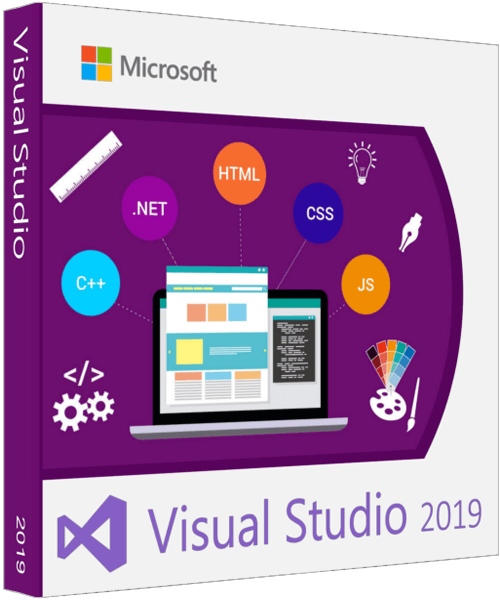 Visual Studio
2019
Microsoft
HTML
.NET
CSS
C++
JS
</>
Visual Studio 2019